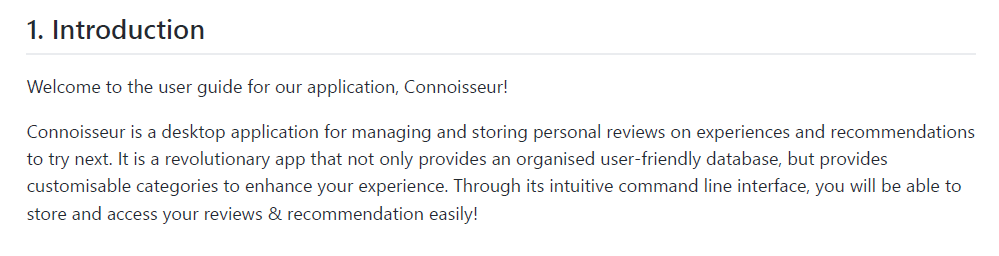 1. Introduction
Welcome to the user guide for our application, Connoisseur!
Connoisseur is a desktop application for managing and storing personal reviews on experiences and recommendations
to try next. It is a revolutionary app that not only provides an organised user-friendly database, but provides
customisable categories to enhance your experience. Through its intuitive command line interface, you will be able to
store and access your reviews & recommendation easily!